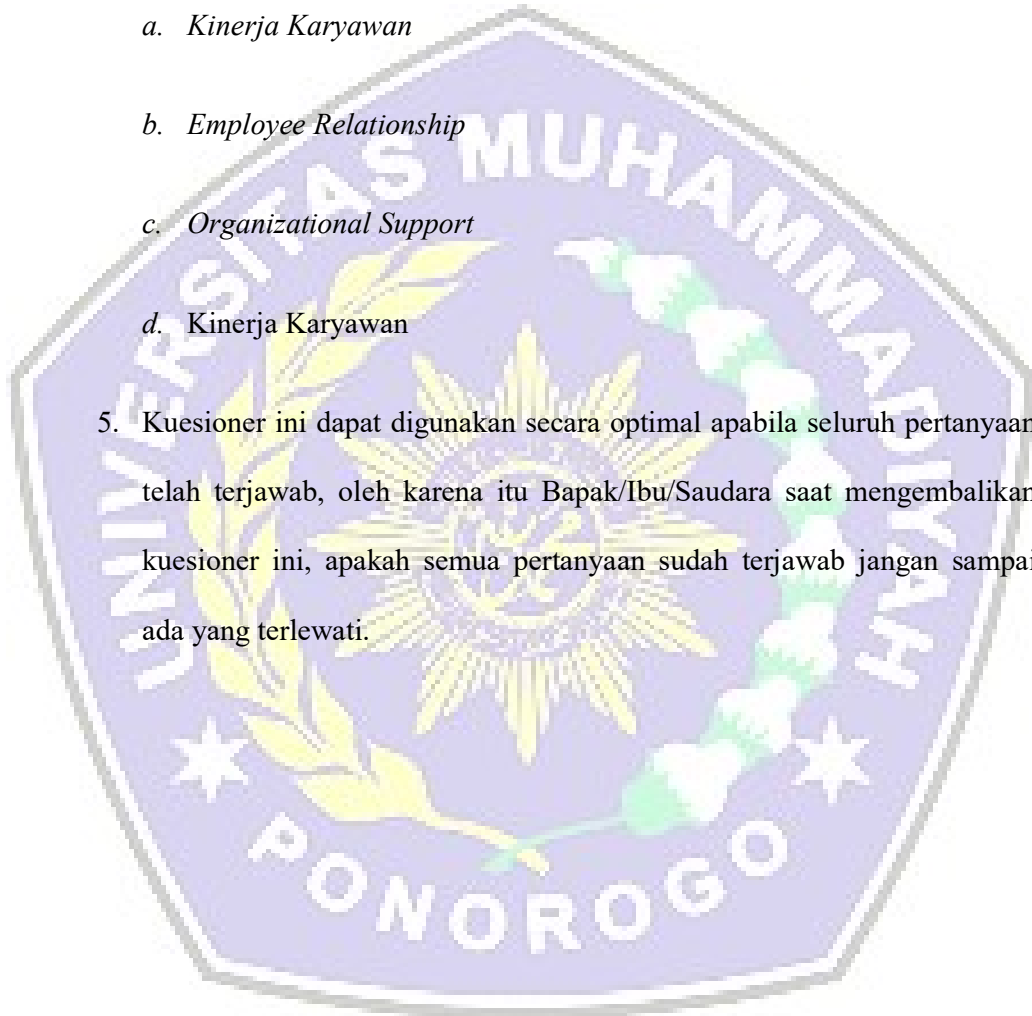 a. Kinerja Karyawan
b. Employee Relationship
c. Organizational Support
d. Kinerja Karyawan
5. Kuesioner ini dapat digunakan secara optimal apabila seluruh pertanyaan
telah terjawab, oleh karena itu Bapak/Ibu/Saudara saat mengembalikan
kuesioner ini, apakah semua pertanyaan sudah terjawab jangan sampai
ada yang terlewati.
UNIVERSITAS MUHAMMADIYAH
PONOROGO